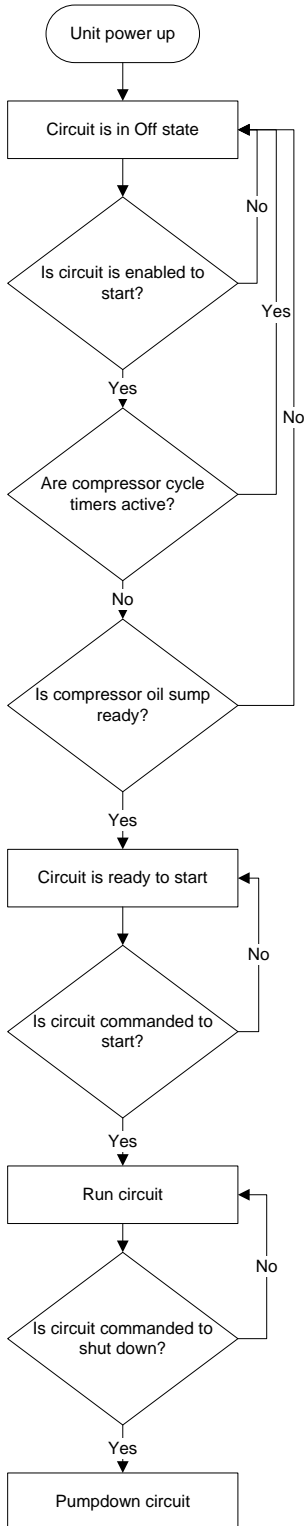 Unit power up
Circuit is in Off state
No
Is circuit is enabled to
start?
Yes
Yes
No
Are compressor cycle
timers active?
No
Is compressor oil sump
ready?
Yes
Circuit is ready to start
No
Is circuit commanded to
start?
Yes
Run circuit
No
Is circuit commanded to
shut down?
Yes
Pumpdown circuit